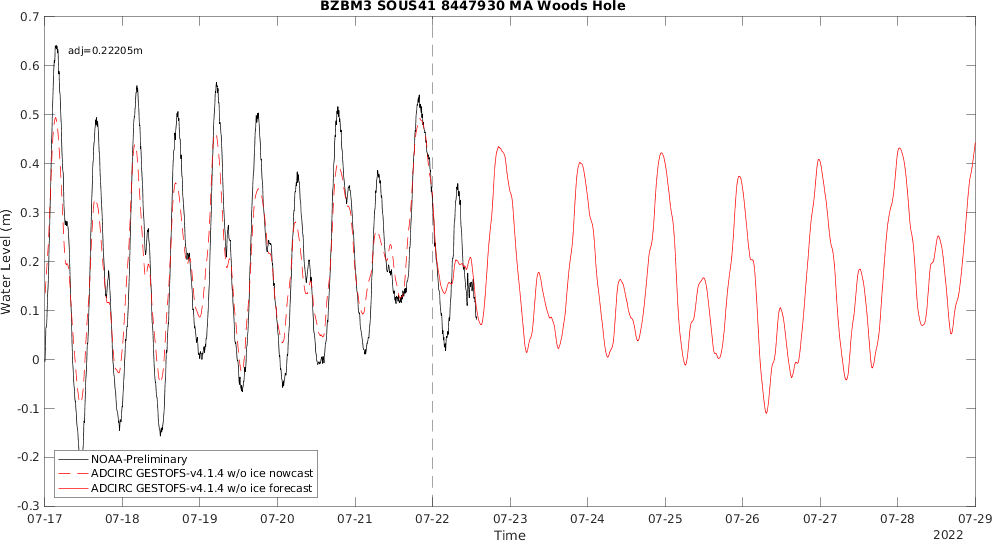 BZBM3 SOUS41 8447930 MA Woods Hole
adj=0.22205m
0.7
0.6
0.5
0.4
0.3
0.2
0.1
0
-0.1
-0.2
-0.3
Water Level (m)
NOAA-Preliminary
ADCIRC GESTOFS-v4.1.4 w/o ice nowcast
ADCIRC GESTOFS-v4.1.4 w/o ice forecast
07-17 07-18 07-19 07-20 07-21 07-22 07-23 07-24 07-25 07-26 07-27 07-28 07-29
Time
2022